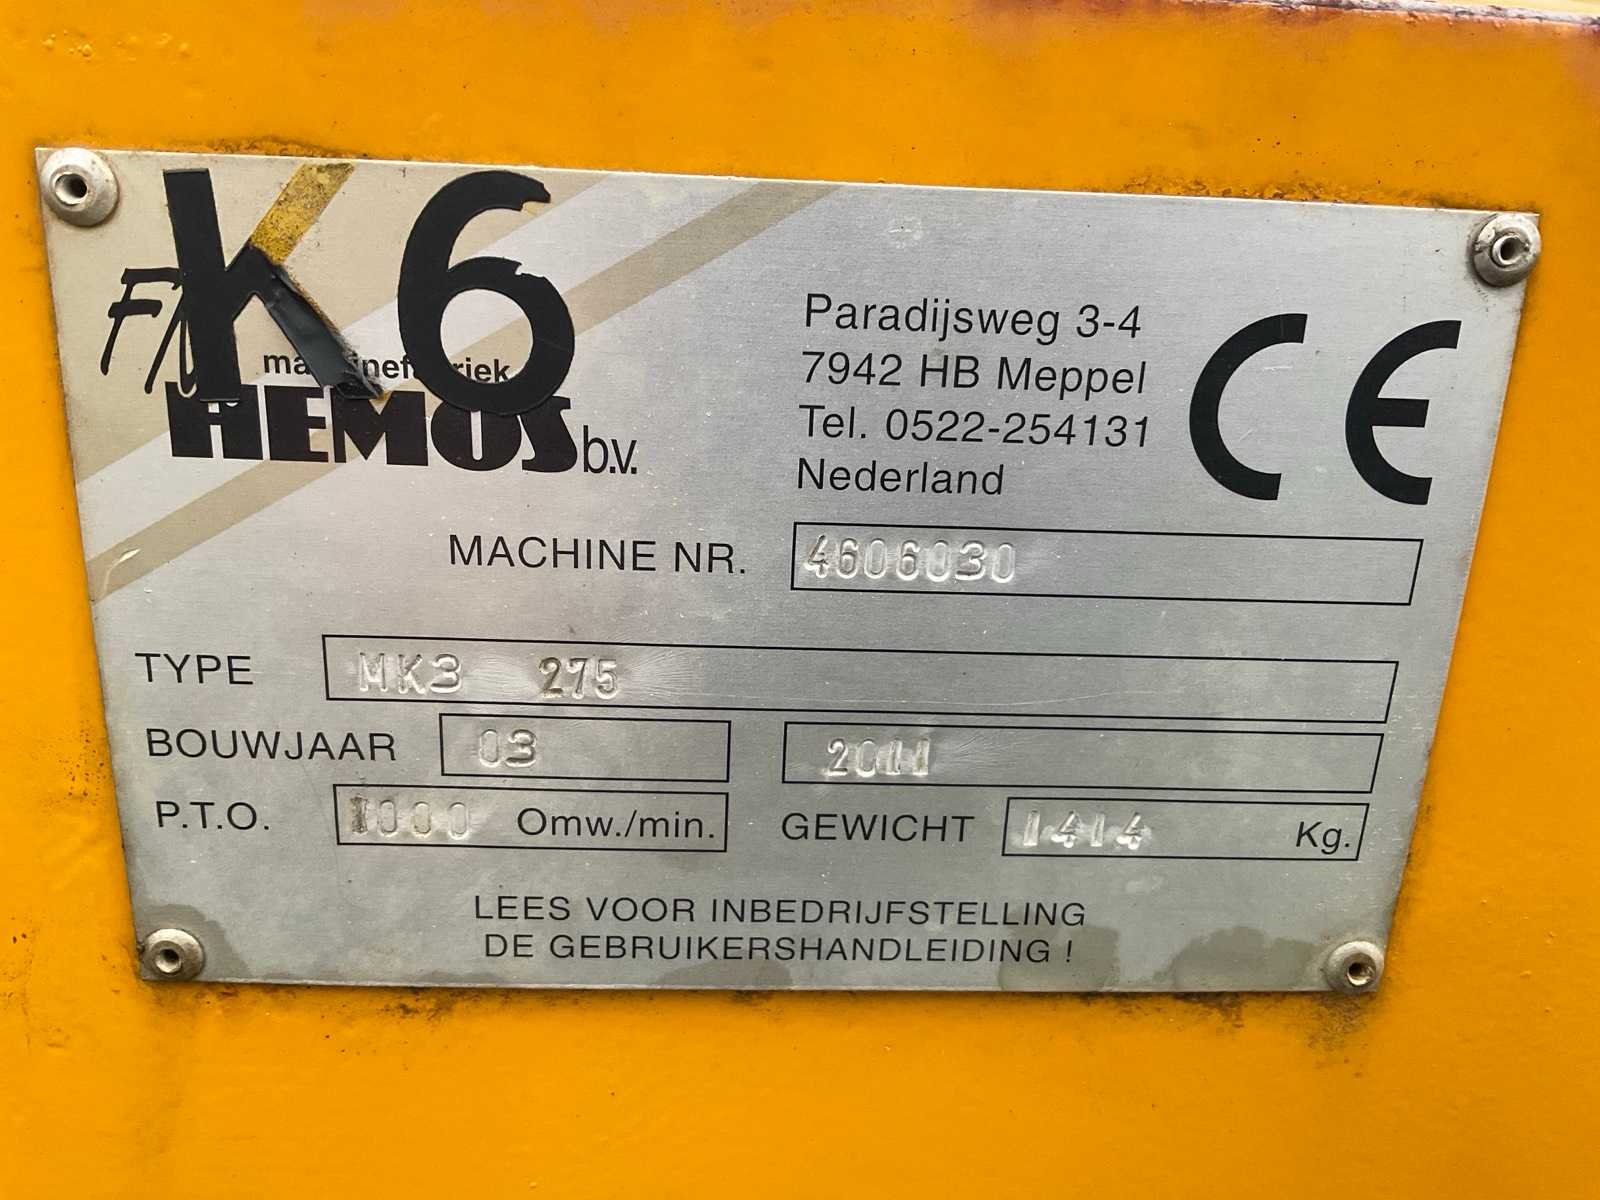 K6
HEMOS b.v.
Paradijsweg 3-4
7942 HB Meppel
Tel. 0522-254131
Nederland
CE
MACHINE NR. 4606030
TYPE MK3 275
BOUWJAAR 03 2011
P.T.O. 1000 Omw./min. GEWICHT 1414 Kg.
LEES VOOR INBEDRIJFSTELLING
DE GEBRUIKERSHANDLEIDING !